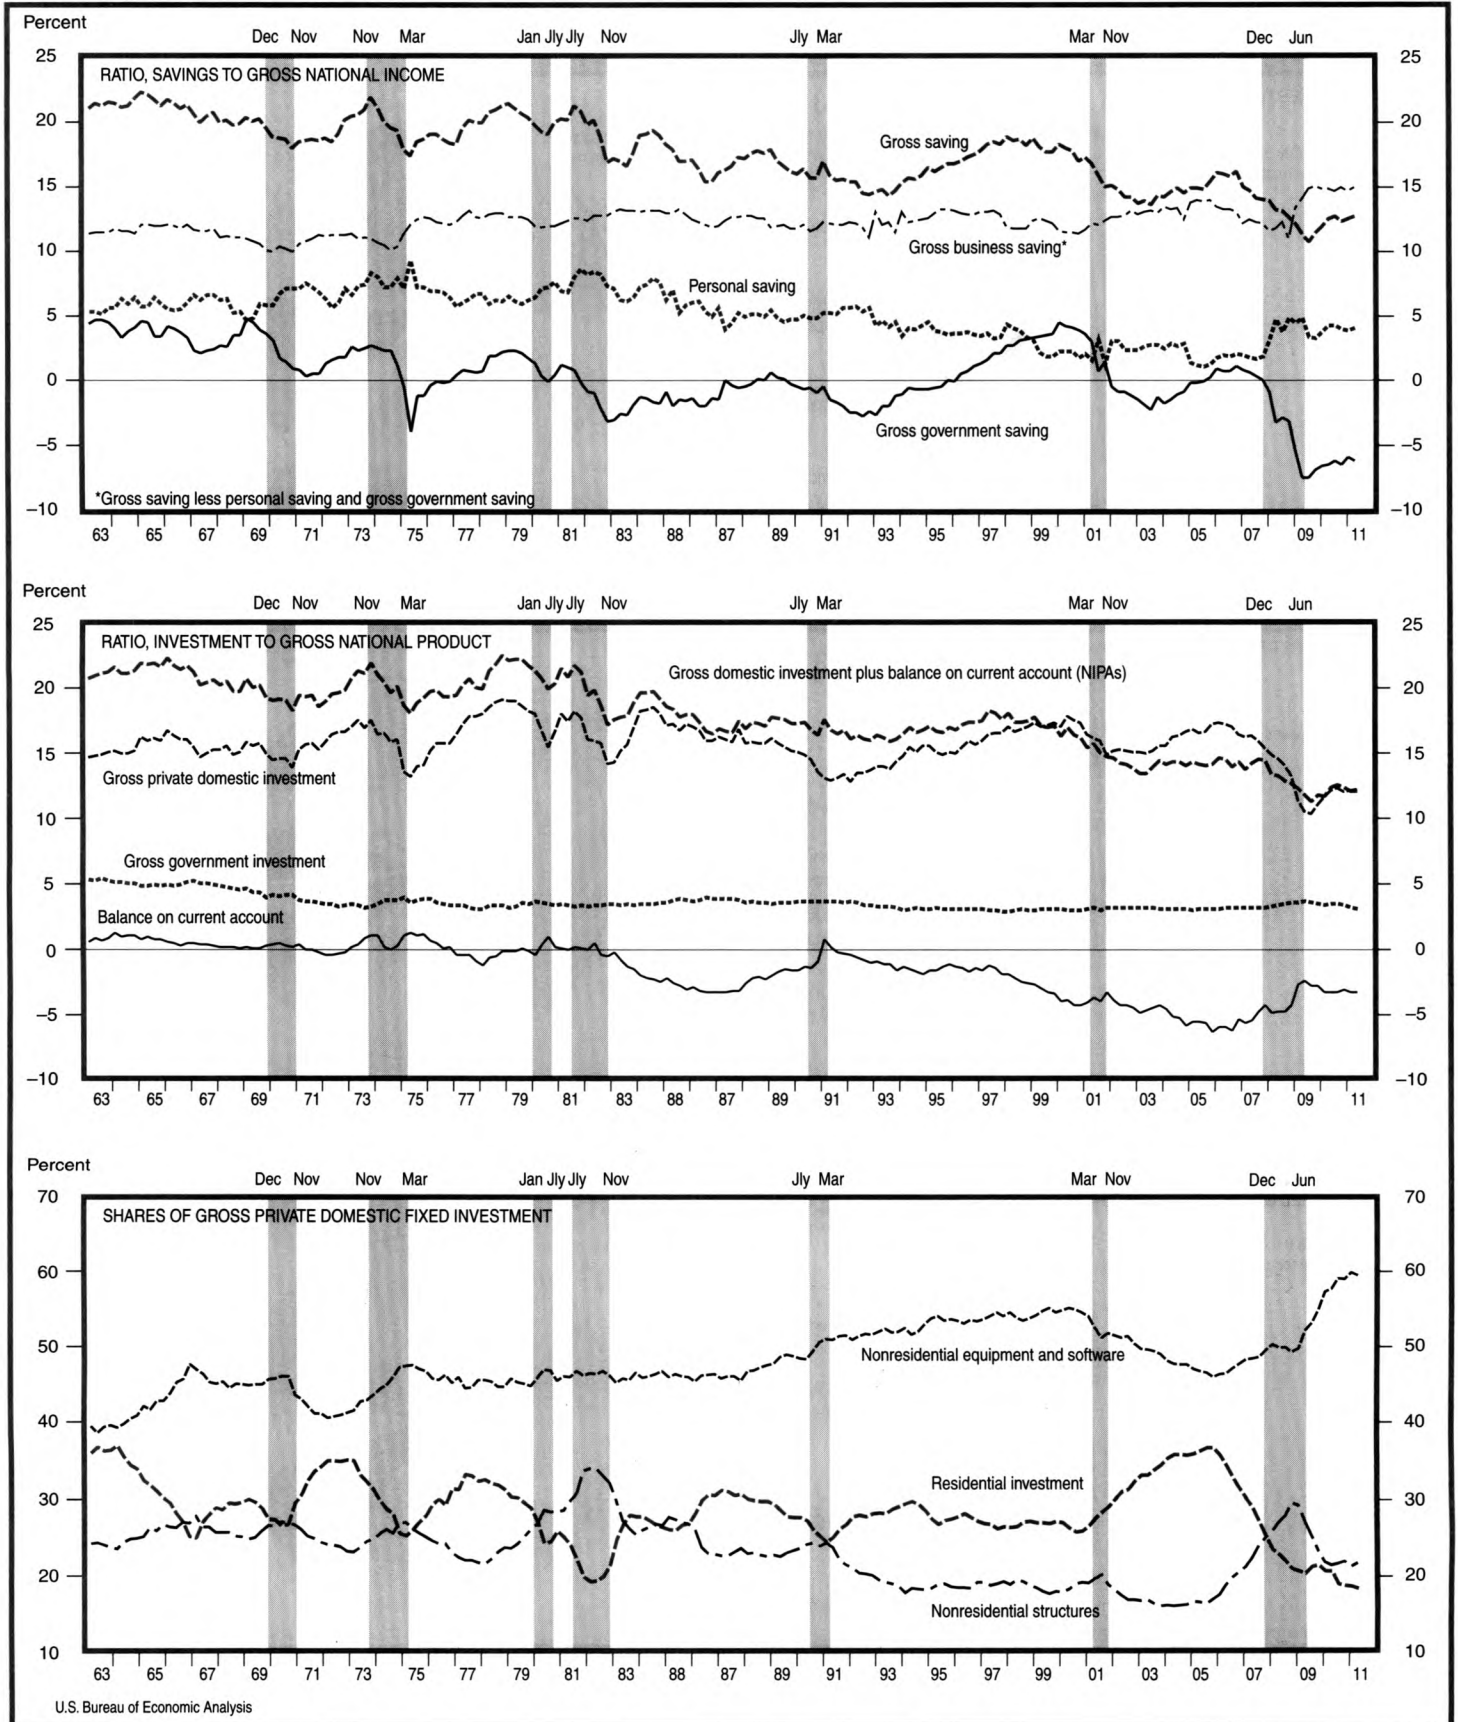 Percent
Dec Nov Nov Mar Jan Jly Jly Nov Jly Mar Mar Nov Dec Jun
25 25
RATIO, SAVINGS TO GROSS NATIONAL INCOME
20 20
Gross saving
15 15
Gross business saving*
10 10
Personal saving
5 5
0 0
Gross government saving
–5 –5
*Gross saving less personal saving and gross government saving
–10 –10
63 65 67 69 71 73 75 77 79 81 83 88 87 89 91 93 95 97 99 01 03 05 07 09 11
Percent
Dec Nov Nov Mar Jan Jly Jly Nov Jly Mar Mar Nov Dec Jun
25 25
RATIO, INVESTMENT TO GROSS NATIONAL PRODUCT
Gross domestic investment plus balance on current account (NIPAs)
20 20
15 15
Gross private domestic investment
10 10
Gross government investment
5 5
Balance on current account
0 0
–5 –5
–10 –10
63 65 67 69 71 73 75 77 79 81 83 88 87 89 91 93 95 97 99 01 03 05 07 09 11
Percent
Dec Nov Nov Mar Jan Jly Jly Nov Jly Mar Mar Nov Dec Jun
70 70
SHARES OF GROSS PRIVATE DOMESTIC FIXED INVESTMENT
60 60
50 50
Nonresidential equipment and software
40 40
Residential investment
30 30
20 20
Nonresidential structures
10 10
63 65 67 69 71 73 75 77 79 81 83 88 87 89 91 93 95 97 99 01 03 05 07 09 11
U.S. Bureau of Economic Analysis